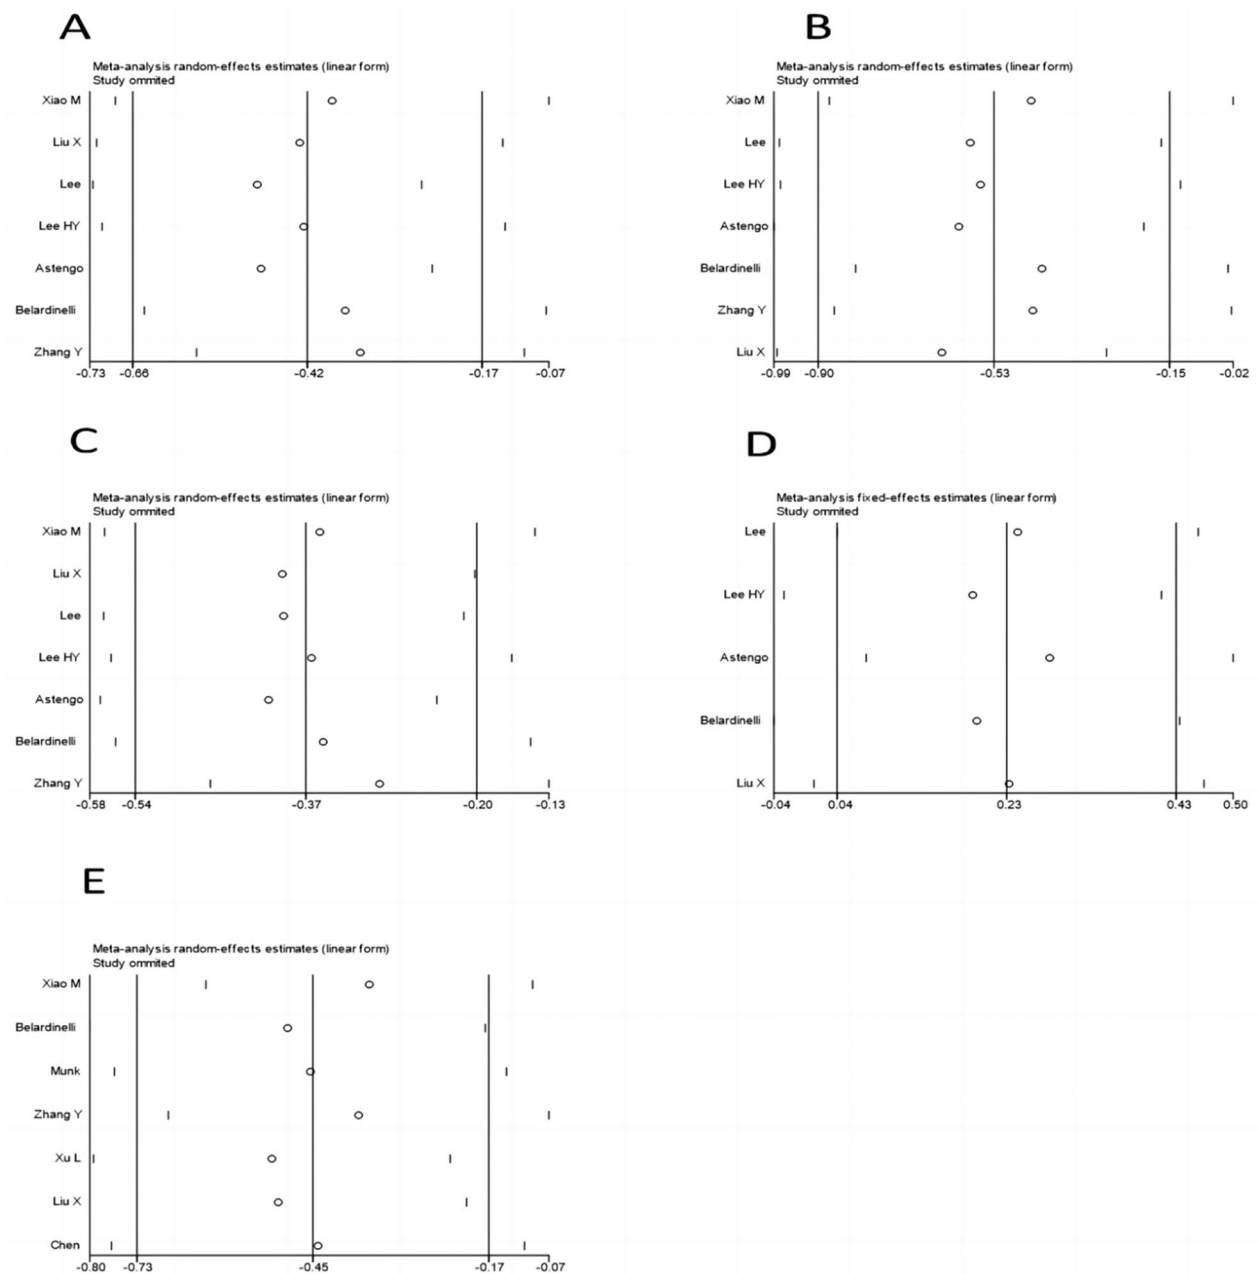 A
Meta-analysis random-effects estimates (linear form)
Study ommited
Xiao M
Liu X
Lee
Lee HY
Astengo
Belardinelli
Zhang Y
-0.73 -0.66 -0.42 -0.17 -0.07
B
Meta-analysis random-effects estimates (linear form)
Study ommited
Xiao M
Lee
Lee HY
Astengo
Belardinelli
Zhang Y
Liu X
-0.99 -0.90 -0.53 -0.15 -0.02
C
Meta-analysis random-effects estimates (linear form)
Study ommited
Xiao M
Liu X
Lee
Lee HY
Astengo
Belardinelli
Zhang Y
-0.58 -0.54 -0.37 -0.20 -0.13
D
Meta-analysis fixed-effects estimates (linear form)
Study ommited
Lee
Lee HY
Astengo
Belardinelli
Liu X
-0.04 0.04 0.23 0.43 0.50
E
Meta-analysis random-effects estimates (linear form)
Study ommited
Xiao M
Belardinelli
Munk
Zhang Y
Xu L
Liu X
Chen
-0.80 -0.73 -0.45 -0.17 -0.07